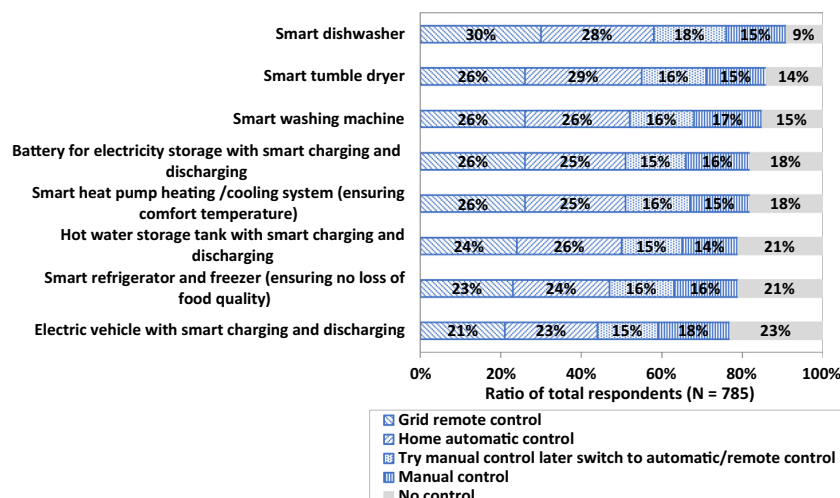 Smart dishwasher
30% 28% 18% 15% 9%
Smart tumble dryer
26% 29% 16% 15% 14%
Smart washing machine
26% 26% 16% 17% 15%
Battery for electricity storage with smart charging and
discharging
26% 25% 15% 16% 18%
Smart heat pump heating /cooling system (ensuring
comfort temperature)
26% 25% 16% 15% 18%
Hot water storage tank with smart charging and
discharging
24% 26% 15% 14% 21%
Smart refrigerator and freezer (ensuring no loss of
food quality)
23% 24% 16% 16% 21%
Electric vehicle with smart charging and discharging
21% 23% 15% 18% 23%
0% 20% 40% 60% 80% 100%
Ratio of total respondents (N = 785)
Grid remote control
Home automatic control
Try manual control later switch to automatic/remote control
Manual control
No control